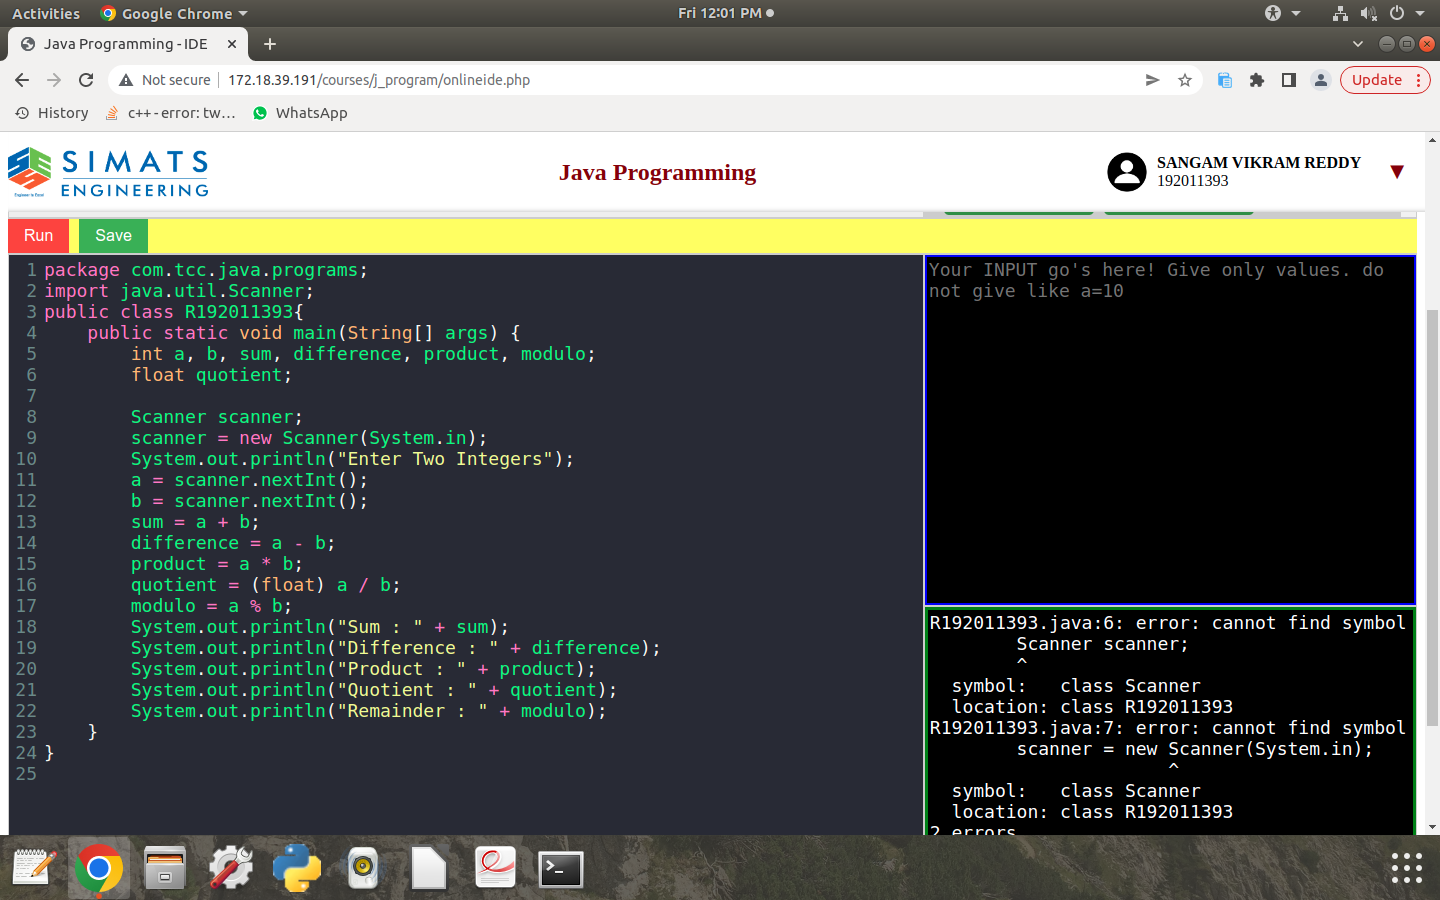 Activities Google Chrome Fri 12:01 PM
Java Programming - IDE
Not secure 172.18.39.191/courses/j_program/onlineide.php Update
History c++ - error: tw... WhatsApp
SIMATS
ENGINEERING
Java Programming
SANGAM VIKRAM REDDY
192011393
Run Save
1 package com.tcc.java.programs;
2 import java.util.Scanner;
3 public class R192011393{
4     public static void main(String[] args) {
5         int a, b, sum, difference, product, modulo;
6         float quotient;
7
8         Scanner scanner;
9         scanner = new Scanner(System.in);
10         System.out.println("Enter Two Integers");
11         a = scanner.nextInt();
12         b = scanner.nextInt();
13         sum = a + b;
14         difference = a - b;
15         product = a * b;
16         quotient = (float) a / b;
17         modulo = a % b;
18         System.out.println("Sum : " + sum);
19         System.out.println("Difference : " + difference);
20         System.out.println("Product : " + product);
21         System.out.println("Quotient : " + quotient);
22         System.out.println("Remainder : " + modulo);
23     }
24 }
25
Your INPUT go's here! Give only values. do
not give like a=10
R192011393.java:6: error: cannot find symbol
        Scanner scanner;
        ^
  symbol:   class Scanner
  location: class R192011393
R192011393.java:7: error: cannot find symbol
        scanner = new Scanner(System.in);
                      ^
  symbol:   class Scanner
  location: class R192011393
2 errors